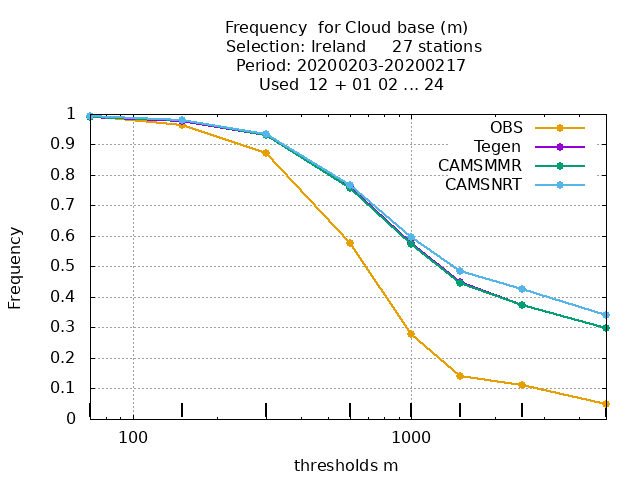 Frequency  for Cloud base (m)
Selection: Ireland     27 stations
Period: 20200203-20200217
Used  12 + 01 02 ... 24
1
0.9
0.8
0.7
0.6
0.5
0.4
0.3
0.2
0.1
0
Frequency
OBS
Tegen
CAMSMMR
CAMSNRT
100
1000
thresholds m